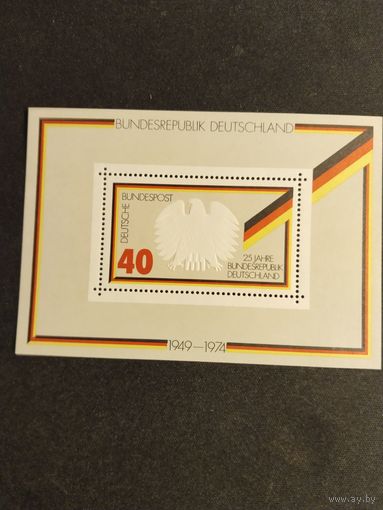 BUNDESREPUBLIK DEUTSCHLAND
DEUTSCHE
BUNDESPOST
40
25 JAHRE
BUNDESREPUBLIK
DEUTSCHLAND
1949—1974
www.ay.by